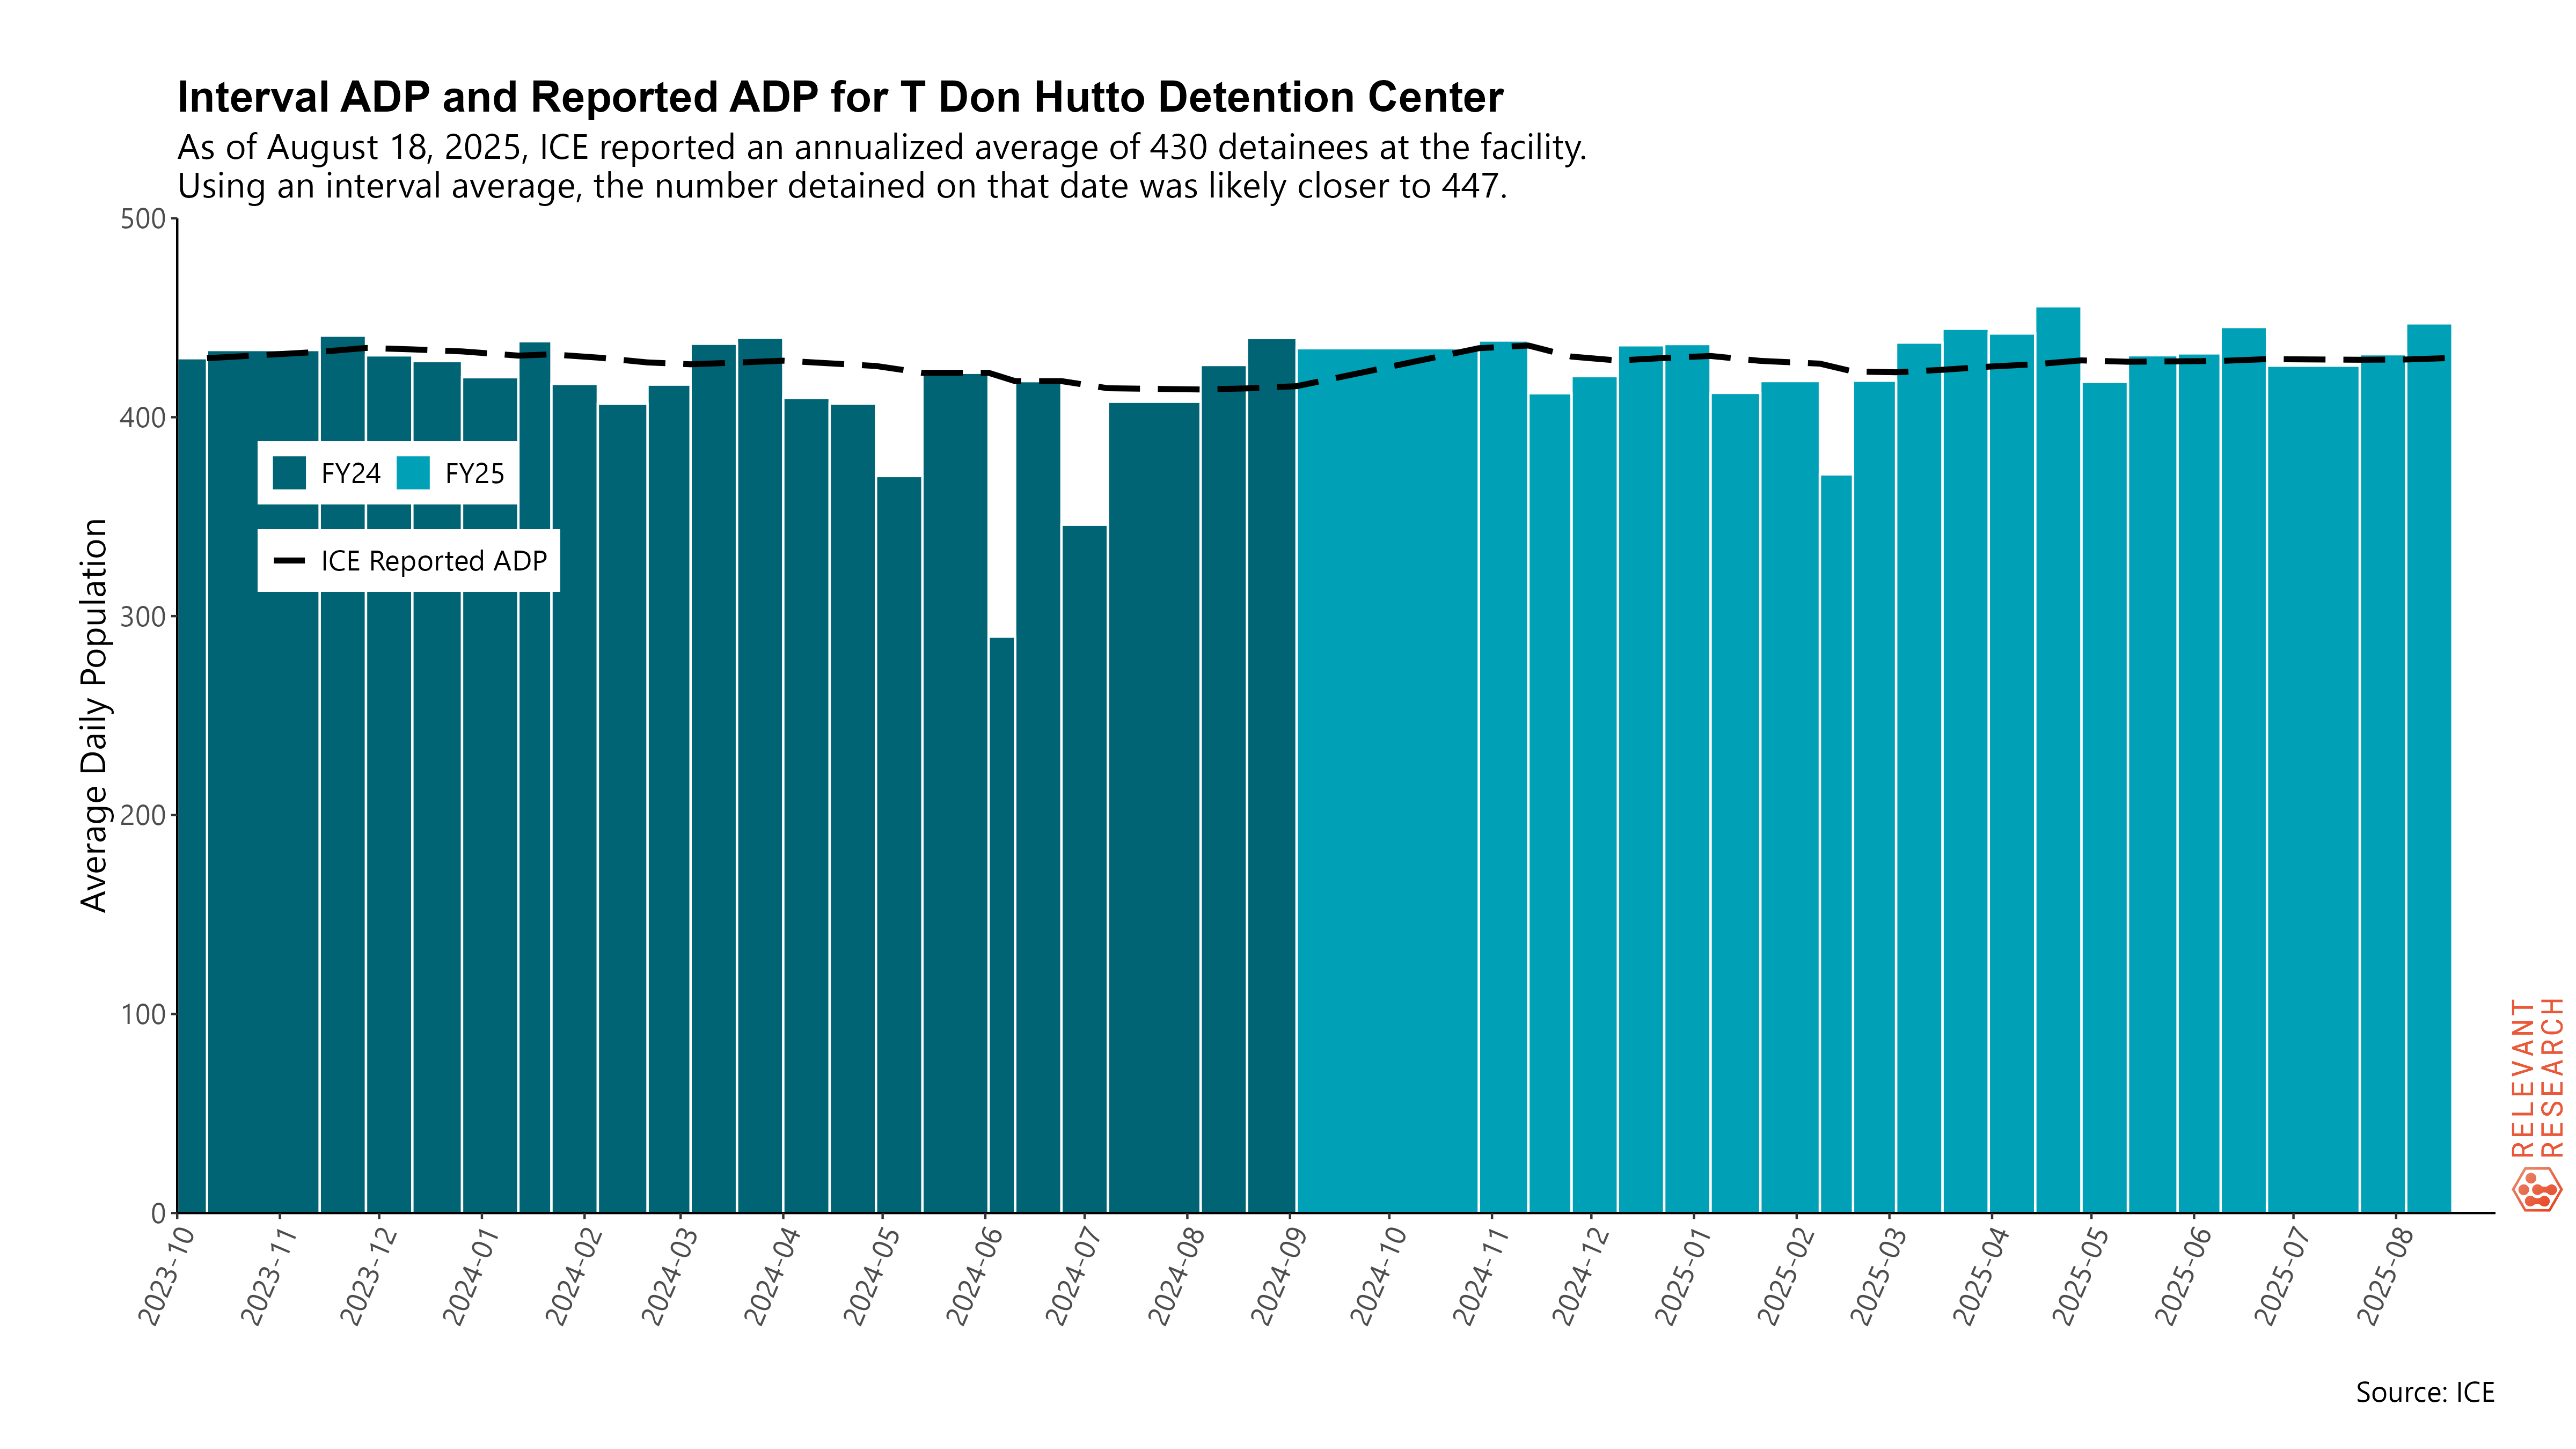 Interval ADP and Reported ADP for T Don Hutto Detention Center
As of August 18, 2025, ICE reported an annualized average of 430 detainees at the facility.
Using an interval average, the number detained on that date was likely closer to 447.
Average Daily Population
500
400
300
200
100
0
FY24
FY25
ICE Reported ADP
2023-10
2023-11
2023-12
2024-01
2024-02
2024-03
2024-04
2024-05
2024-06
2024-07
2024-08
2024-09
2024-10
2024-11
2024-12
2025-01
2025-02
2025-03
2025-04
2025-05
2025-06
2025-07
2025-08
RELEVANT
RESEARCH
Source: ICE